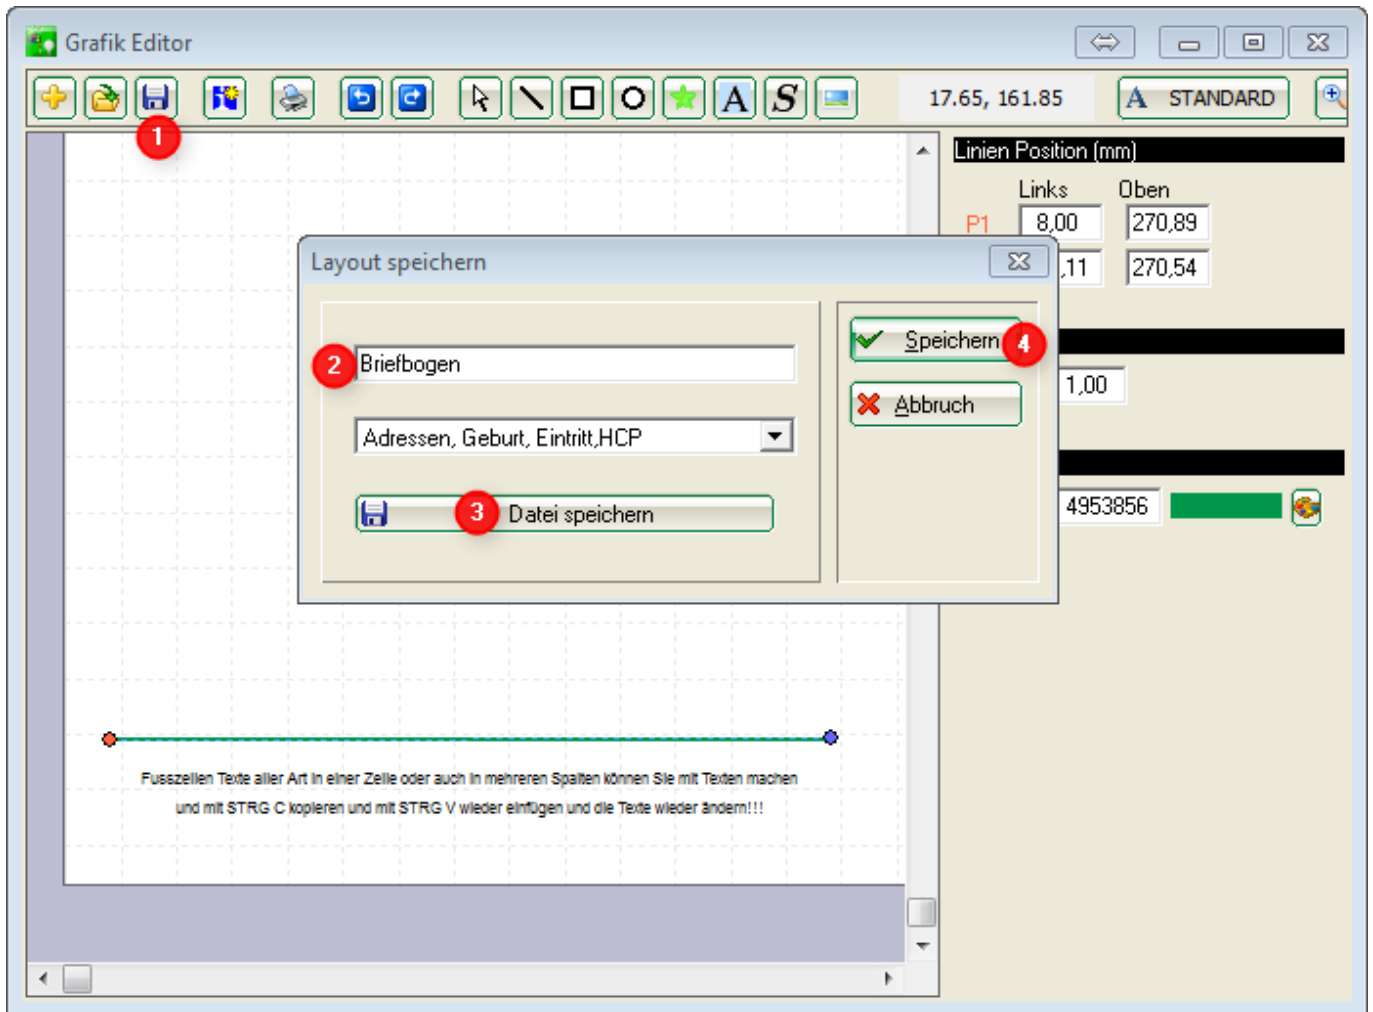 Grafik Editor
A S 17.65, 161.85 A STANDARD
1
Linien Position (mm)
Links Oben
P1 8,00 270,89
,11 270,54
Layout speichern
Speichern 4
2 Briefbogen
1,00
Abbruch
Adressen, Geburt, Eintritt,HCP
3 Datei speichern
4953856
Fusszeilen Texte aller Art in einer Zeile oder auch in mehreren Spalten können Sie mit Texten machen
und mit STRG C kopieren und mit STRG V wieder einfügen und die Texte wieder ändern!!!